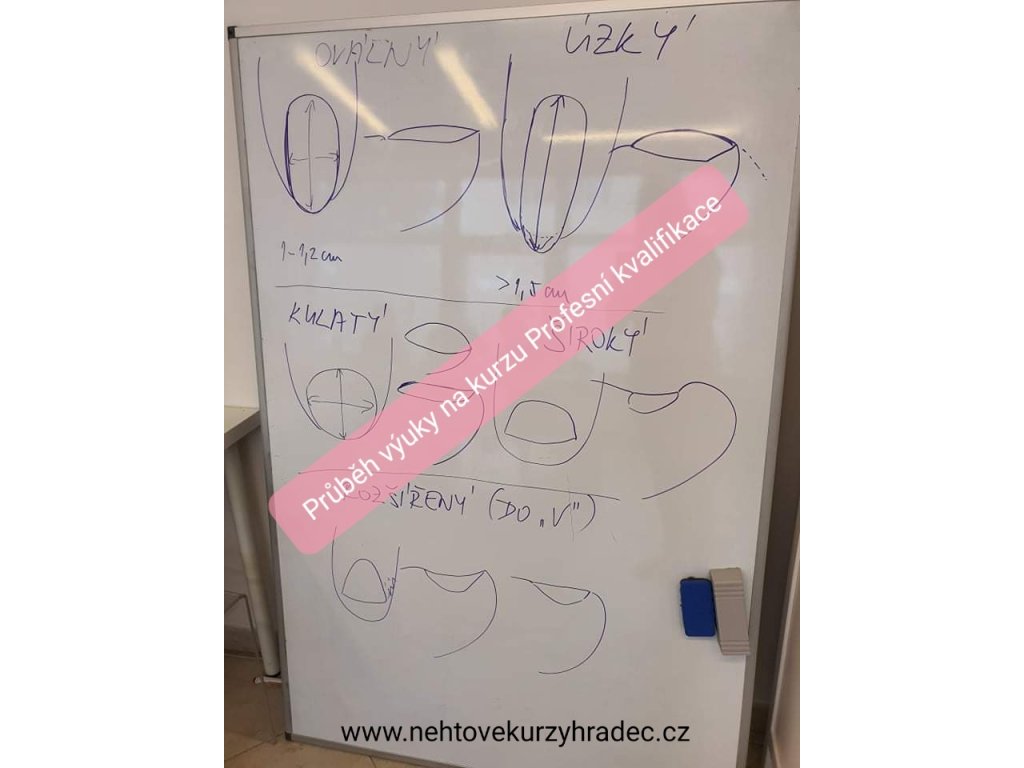 OVÁLNÝ
ÚZKÝ
1-1,2 cm
>1,5 cm
KULATÝ
ŠIROKÝ
ROZŠÍŘENÝ (DO „V")
Průběh výuky na kurzu Profesní kvalifikace
www.nehtovekurzyhradec.cz